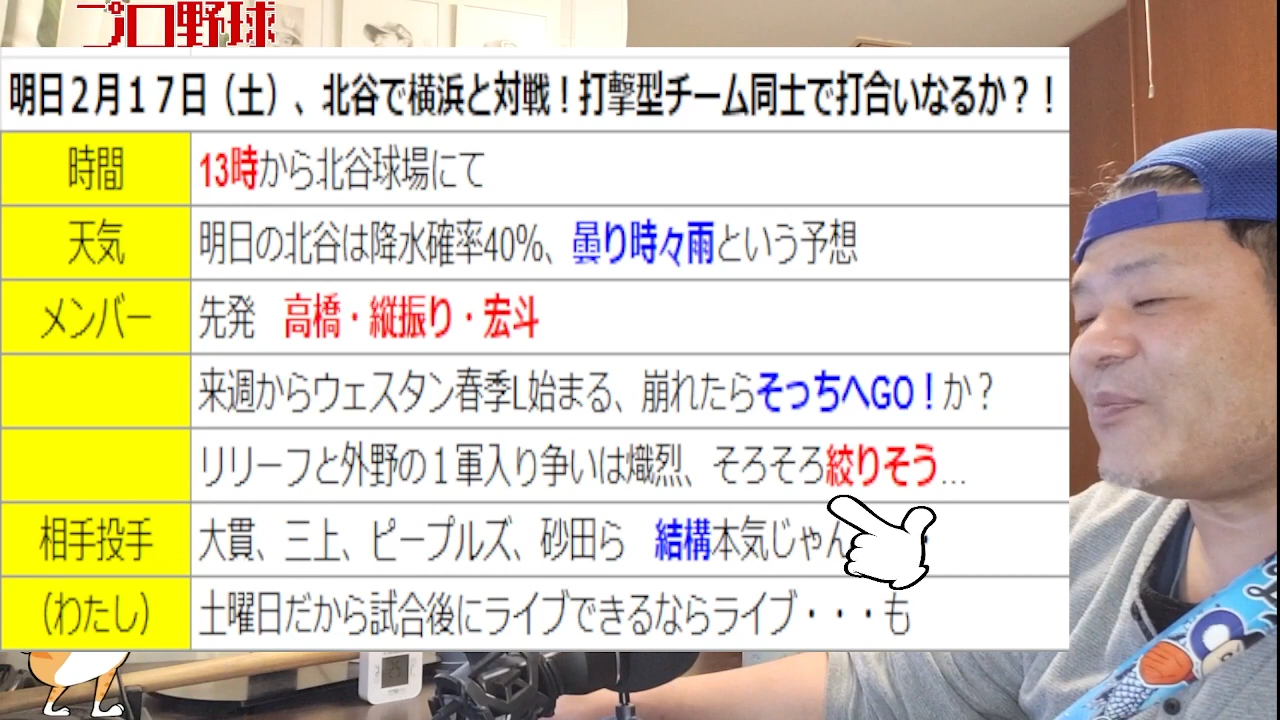 プロ野球
明日２月１７日（土）、北谷で横浜と対戦！打撃型チーム同士で打合いなるか？！
時間 13時から北谷球場にて
天気 明日の北谷は降水確率40%、曇り時々雨という予想
メンバー 先発 高橋・縦振り・宏斗
来週からウェスタン春季L始まる、崩れたらそっちへGO！か？
リリーフと外野の１軍入り争いは熾烈、そろそろ絞りそう…
相手投手 大貫、三上、ピープルズ、砂田ら 結構本気じゃん
（わたし） 土曜日だから試合後にライブできるならライブ・・・も